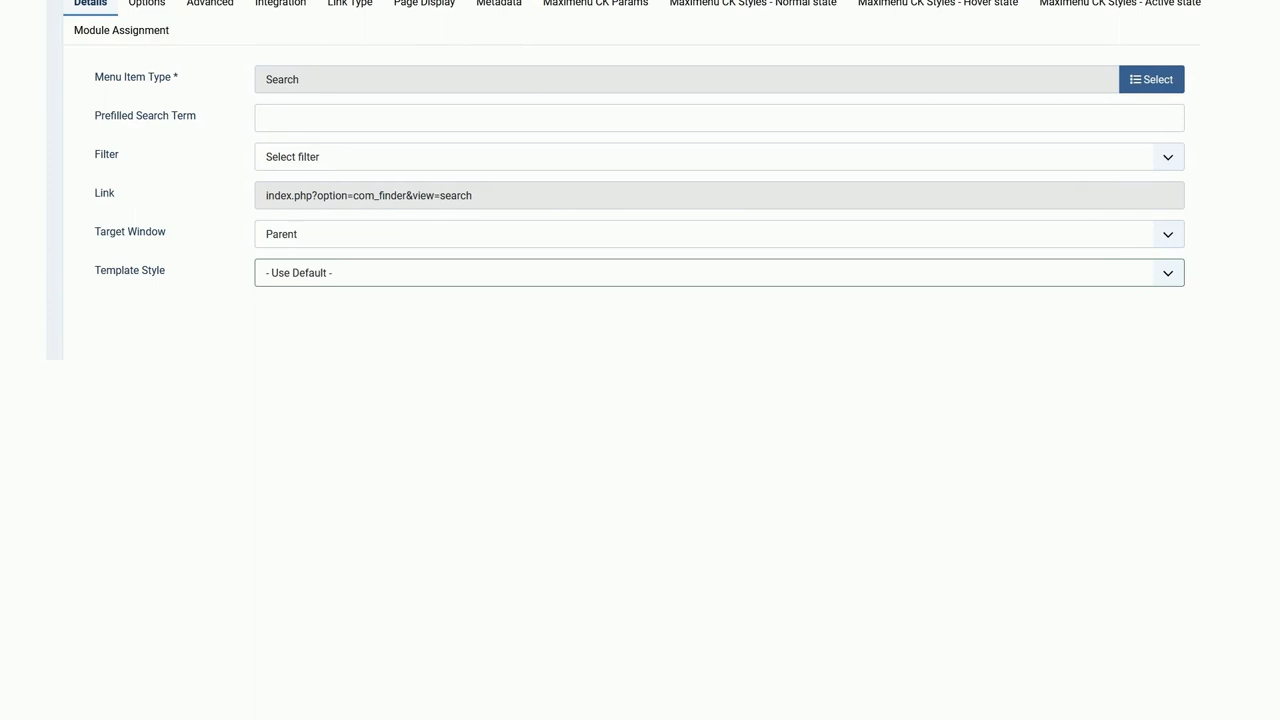 Details Options Advanced Integration Link Type Page Display Metadata Maximenu CK Params Maximenu CK Styles - Normal state Maximenu CK Styles - Hover state Maximenu CK Styles - Active state
Module Assignment
Menu Item Type * Search Select
Prefilled Search Term
Filter Select filter
Link index.php?option=com_finder&view=search
Target Window Parent
Template Style - Use Default -